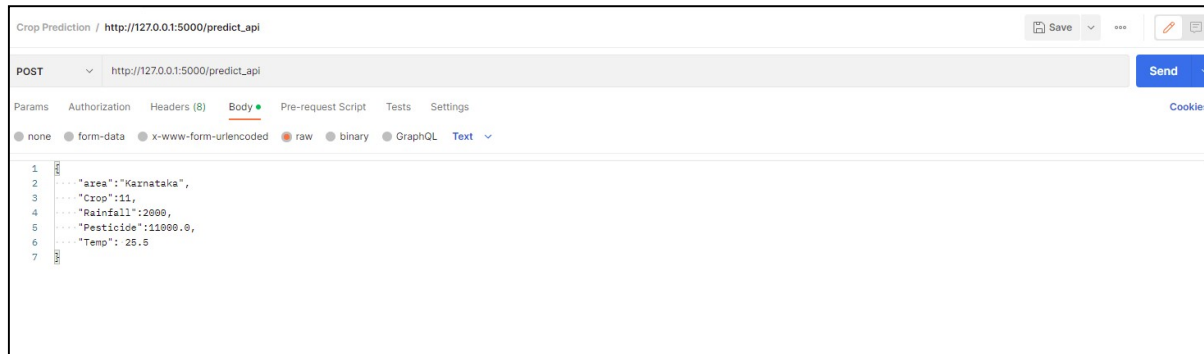 Crop Prediction / http://127.0.0.1:5000/predict_api Save ooo
POST http://127.0.0.1:5000/predict_api Send
Params Authorization Headers (8) Body Pre-request Script Tests Settings Cookies
none form-data x-www-form-urlencoded raw binary GraphQL Text
1 {
2 ····"area":"Karnataka",
3 ····"Crop":11,
4 ····"Rainfall":2000,
5 ····"Pesticide":11000.0,
6 ····"Temp":·25.5
7 }